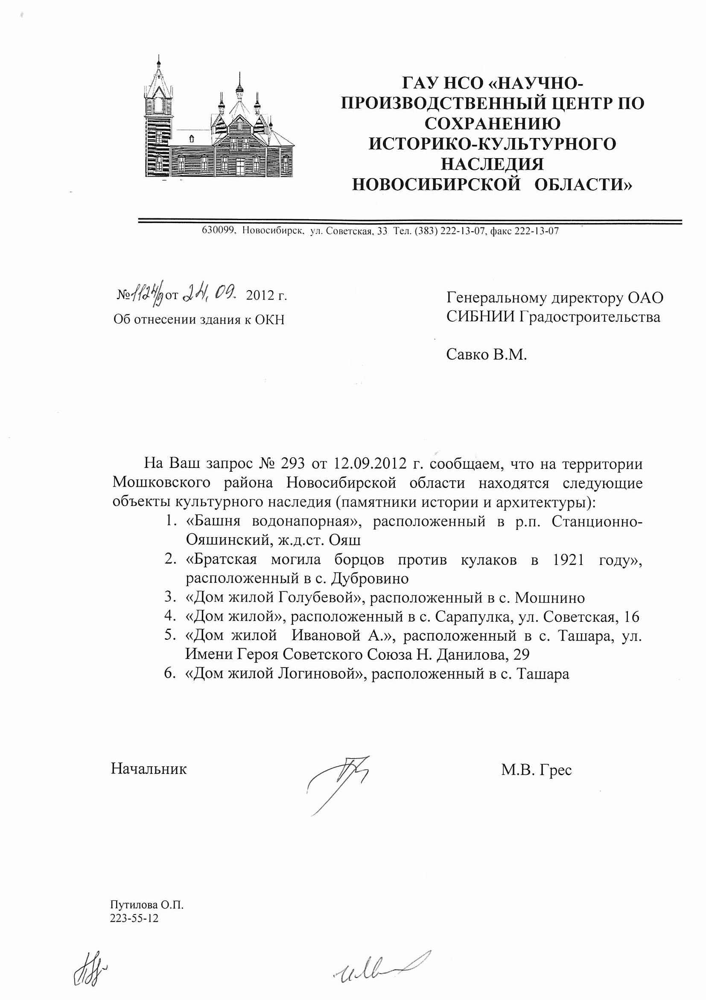 ГАУ НСО «НАУЧНО-
ПРОИЗВОДСТВЕННЫЙ ЦЕНТР ПО
СОХРАНЕНИЮ
ИСТОРИКО-КУЛЬТУРНОГО
НАСЛЕДИЯ
НОВОСИБИРСКОЙ ОБЛАСТИ»
630099, Новосибирск, ул. Советская, 33 Тел. (383) 222-13-07, факс 222-13-07
№ от 24.09. 2012 г.
Об отнесении здания к ОКН
Генеральному директору ОАО
СИБНИИ Градостроительства
Савко В.М.
На Ваш запрос № 293 от 12.09.2012 г. сообщаем, что на территории
Мошковского района Новосибирской области находятся следующие
объекты культурного наследия (памятники истории и архитектуры):
1. «Башня водонапорная», расположенный в р.п. Станционно-
Ояшинский, ж.д.ст. Ояш
2. «Братская могила борцов против кулаков в 1921 году»,
расположенный в с. Дубровино
3. «Дом жилой Голубевой», расположенный в с. Мошнино
4. «Дом жилой», расположенный в с. Сарапулка, ул. Советская, 16
5. «Дом жилой Ивановой А.», расположенный в с. Ташара, ул.
Имени Героя Советского Союза Н. Данилова, 29
6. «Дом жилой Логиновой», расположенный в с. Ташара
Начальник
М.В. Грес
Путилова О.П.
223-55-12